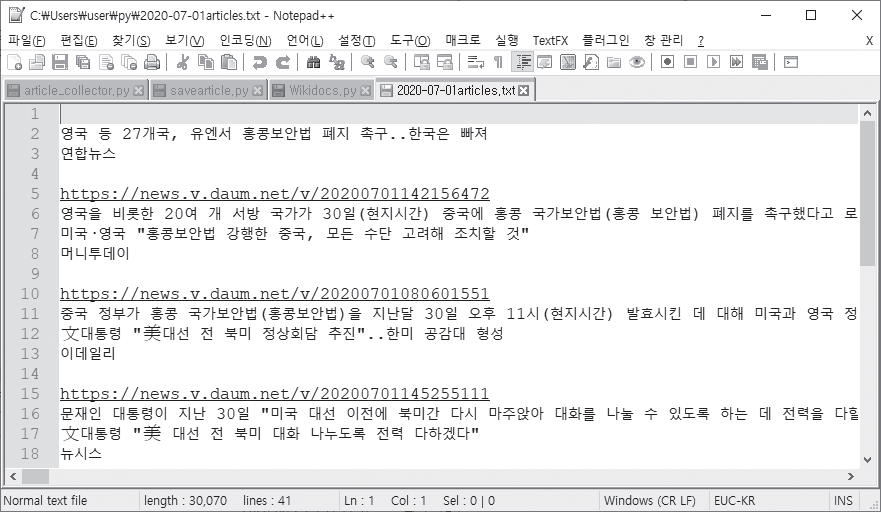 C:₩Users₩user₩py₩2020-07-01articles.txt - Notepad++
파일(F) 편집(E) 찾기(S) 보기(V) 인코딩(N) 언어(L) 설정(T) 도구(O) 매크로 실행 TextFX 플러그인 창 관리 ? X
article_collector.py savearticle.py Wikidocs.py 2020-07-01articles.txt
1
2 영국 등 27개국, 유엔서 홍콩보안법 폐지 촉구..한국은 빠져
3 연합뉴스
4
5 https://news.v.daum.net/v/20200701142156472
6 영국을 비롯한 20여 개 서방 국가가 30일(현지시간) 중국에 홍콩 국가보안법(홍콩 보안법) 폐지를 촉구했다고 로
7 미국·영국 "홍콩보안법 강행한 중국, 모든 수단 고려해 조치할 것"
8 머니투데이
9
10 https://news.v.daum.net/v/20200701080601551
11 중국 정부가 홍콩 국가보안법(홍콩보안법)을 지난달 30일 오후 11시(현지시간) 발효시킨 데 대해 미국과 영국 정
12 文대통령 "美대선 전 북미 정상회담 추진"..한미 공감대 형성
13 이데일리
14
15 https://news.v.daum.net/v/20200701145255111
16 문재인 대통령이 지난 30일 "미국 대선 이전에 북미간 다시 마주앉아 대화를 나눌 수 있도록 하는 데 전력을 다할
17 文대통령 "美 대선 전 북미 대화 나누도록 전력 다하겠다"
18 뉴시스
Normal text file length : 30,070 lines : 41 Ln : 1 Col : 1 Sel : 0 | 0 Windows (CR LF) EUC-KR INS